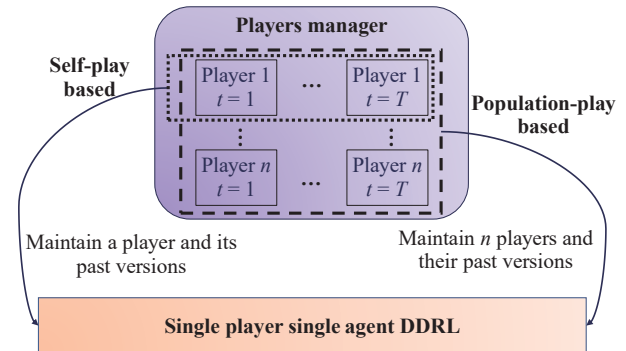 Players manager
Self-play
based
Player 1
t = 1
...
Player 1
t = T
Population-play
based
Player n
t = 1
...
Player n
t = T
Maintain a player and its
past versions
Maintain n players and
their past versions
Single player single agent DDRL